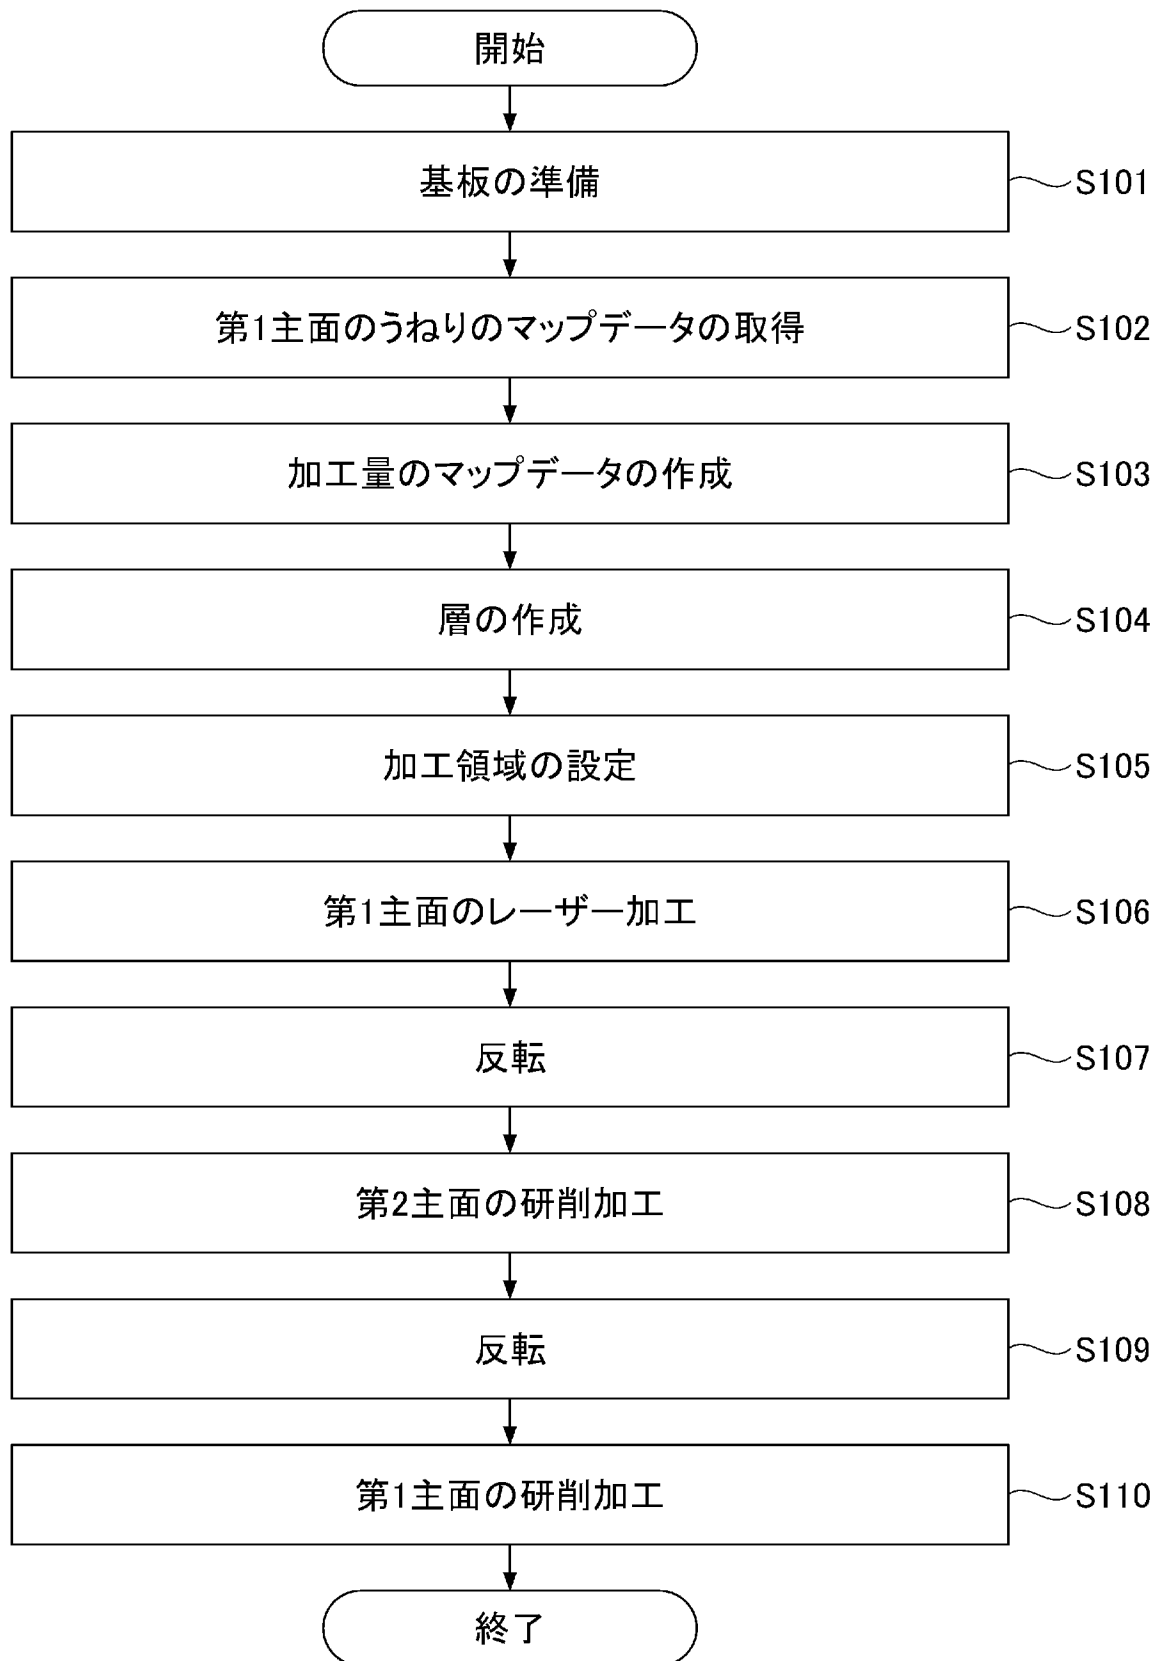 開始
基板の準備
S101
第1主面のうねりのマップデータの取得
S102
加工量のマップデータの作成
S103
層の作成
S104
加工領域の設定
S105
第1主面のレーザー加工
S106
反転
S107
第2主面の研削加工
S108
反転
S109
第1主面の研削加工
S110
終了